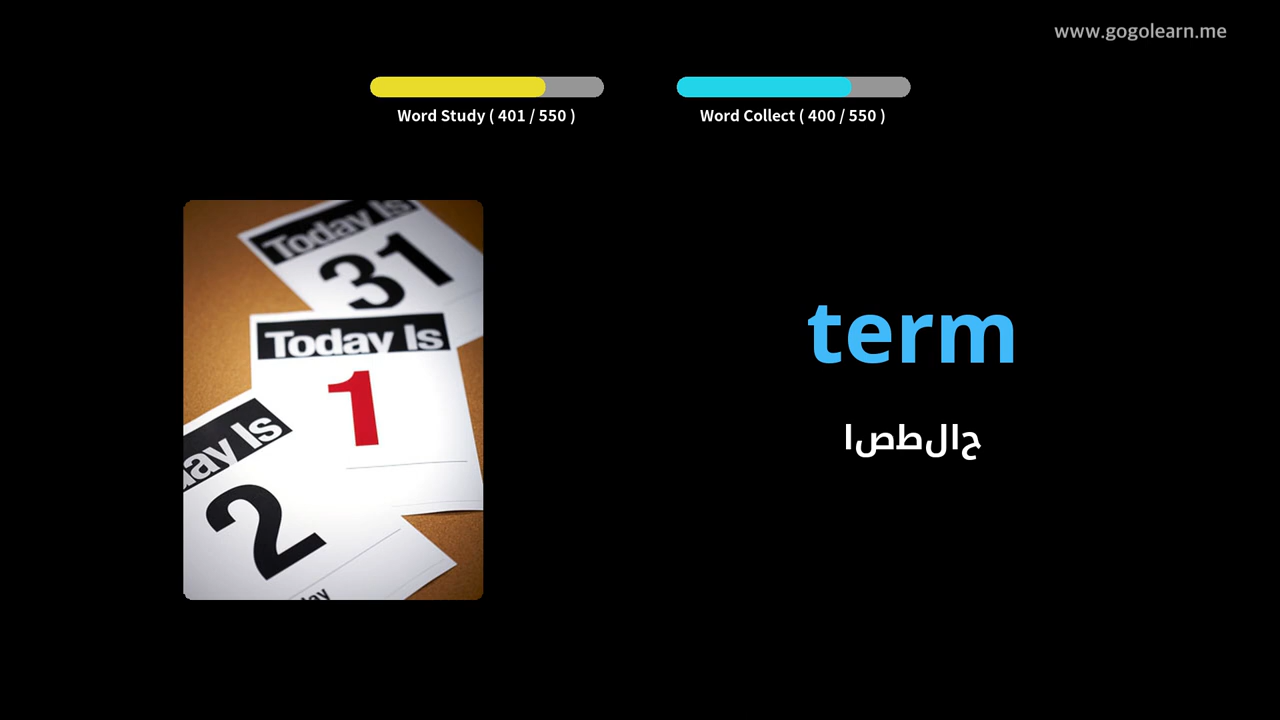 www.gogolearn.me
Word Study ( 401 / 550 )
Word Collect ( 400 / 550 )
Today Is
31
Today Is
1
ay Is
2
term
اصطلاح